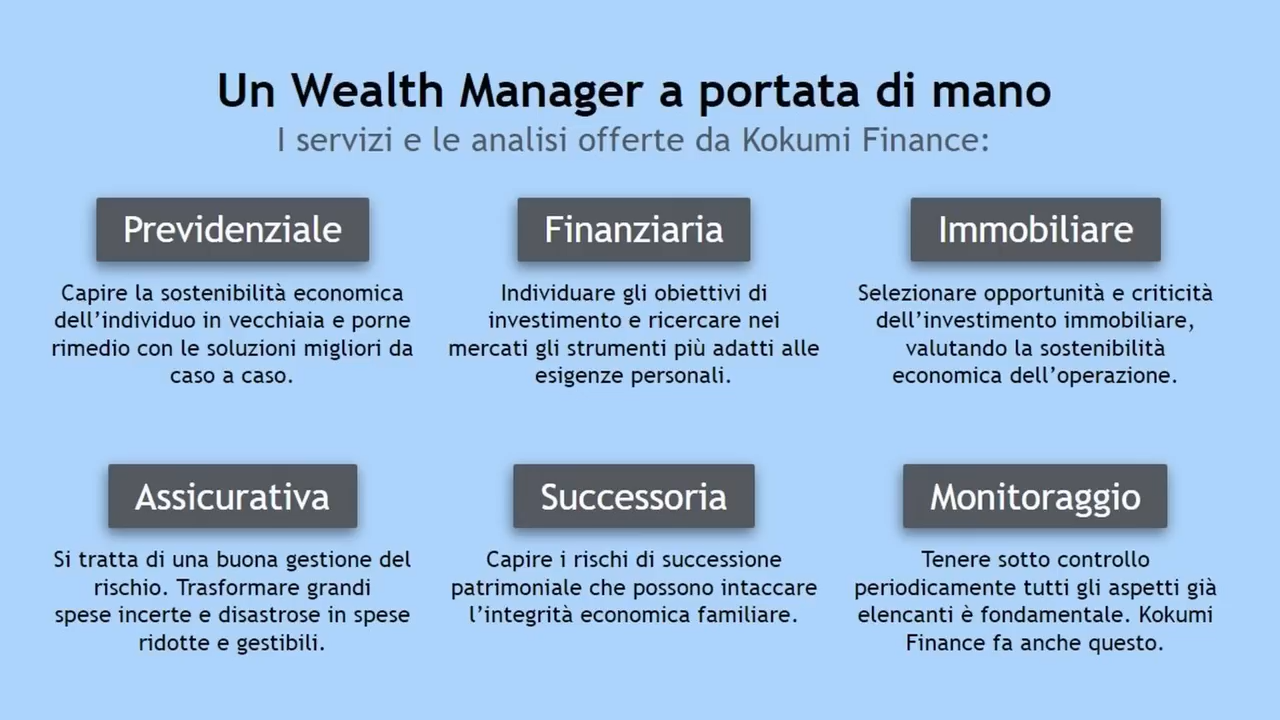 Un Wealth Manager a portata di mano
I servizi e le analisi offerte da Kokumi Finance:
Previdenziale
Capire la sostenibilità economica
dell’individuo in vecchiaia e porne
rimedio con le soluzioni migliori da
caso a caso.
Finanziaria
Individuare gli obiettivi di
investimento e ricercare nei
mercati gli strumenti più adatti alle
esigenze personali.
Immobiliare
Selezionare opportunità e criticità
dell’investimento immobiliare,
valutando la sostenibilità
economica dell’operazione.
Assicurativa
Si tratta di una buona gestione del
rischio. Trasformare grandi
spese incerte e disastrose in spese
ridotte e gestibili.
Successoria
Capire i rischi di successione
patrimoniale che possono intaccare
l’integrità economica familiare.
Monitoraggio
Tenere sotto controllo
periodicamente tutti gli aspetti già
elencanti è fondamentale. Kokumi
Finance fa anche questo.